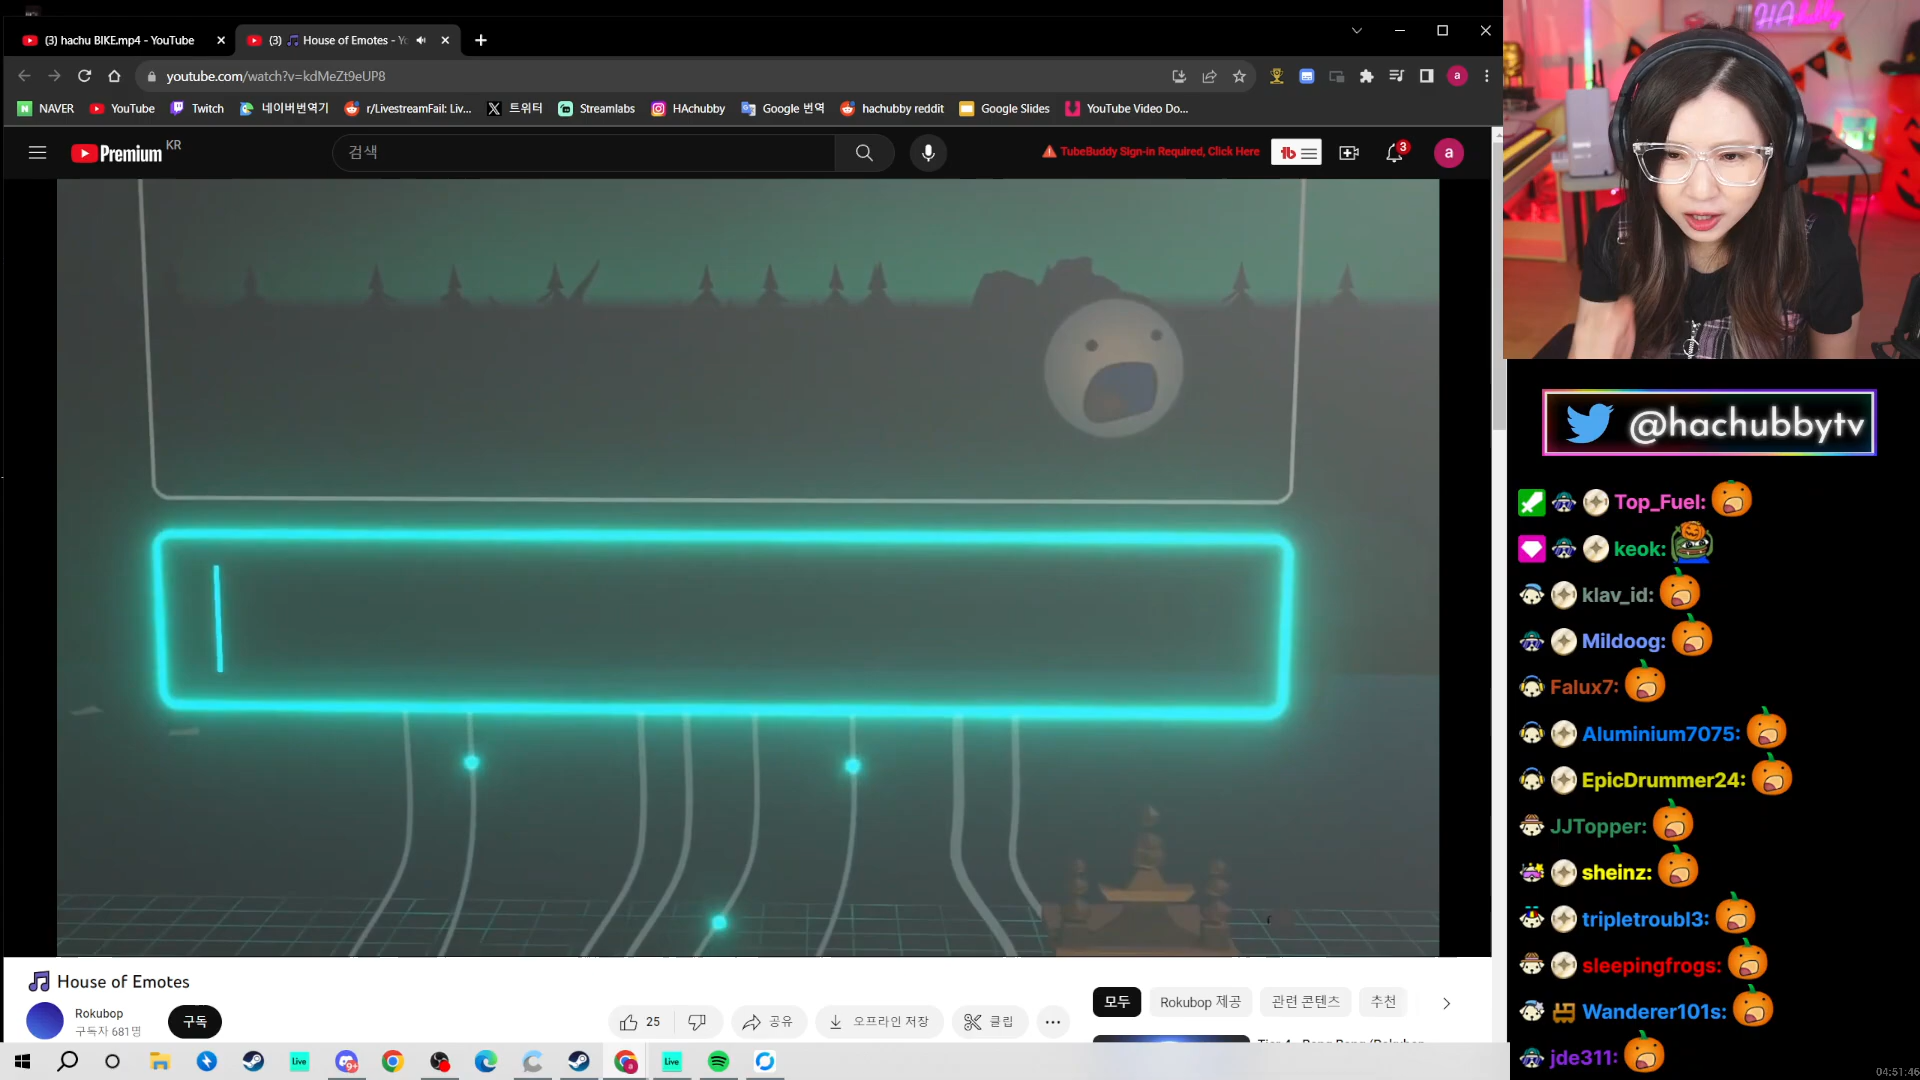 (3) hachu BIKE.mp4 - YouTube
(3) 🎵 House of Emotes - Yo
youtube.com/watch?v=kdMeZt9eUP8
NAVER
YouTube
Twitch
네이버번역기
r/LivestreamFail: Liv...
트위터
Streamlabs
HAchubby
Google 번역
hachubby reddit
Google Slides
YouTube Video Do...
Premium KR
검색
TubeBuddy Sign-in Required, Click Here
tb
3
a
@hachubbytv
Top_Fuel:
keok:
klav_id:
Mildoog:
Falux7:
Aluminium7075:
EpicDrummer24:
JJTopper:
sheinz:
tripletroubl3:
sleepingfrogs:
Wanderer101s:
jde311:
🎵 House of Emotes
Rokubop
구독자 681명
구독
25
공유
오프라인 저장
클립
모두
Rokubop 제공
관련 콘텐츠
추천
Live
9+
Live
04:51:46